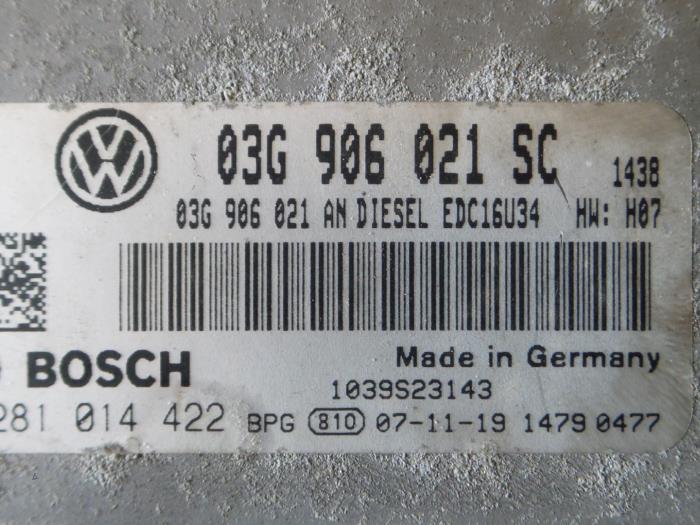 03G 906 021 SC 1438
03G 906 021 AN DIESEL EDC16U34 HW: H07
BOSCH Made in Germany
1039S23143
281 014 422 BPG 810 07-11-19 1479 0477